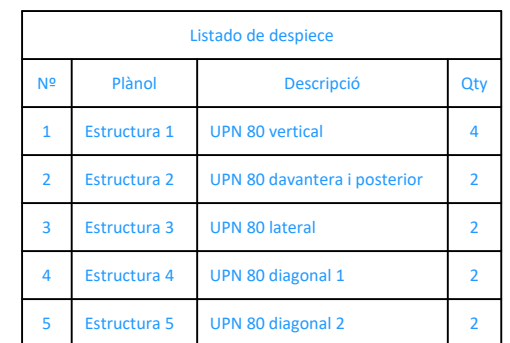 Listado de despiece
Nº Plànol Descripció Qty
1 Estructura 1 UPN 80 vertical 4
2 Estructura 2 UPN 80 davantera i posterior 2
3 Estructura 3 UPN 80 lateral 2
4 Estructura 4 UPN 80 diagonal 1 2
5 Estructura 5 UPN 80 diagonal 2 2